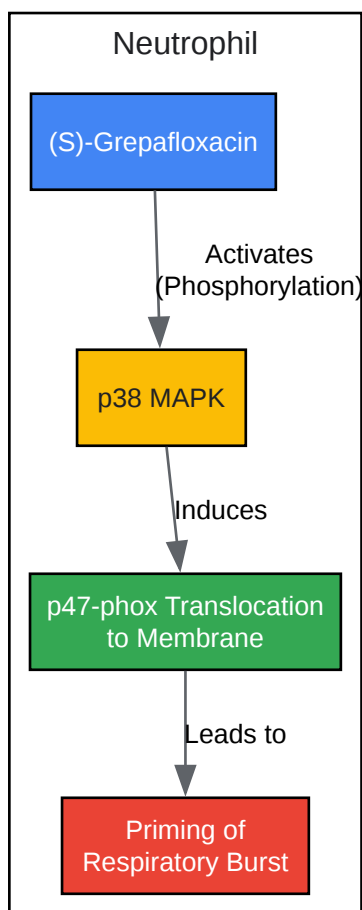 Neutrophil
(S)-Grepafloxacin
Activates
(Phosphorylation)
p38 MAPK
Induces
p47-phox Translocation
to Membrane
Leads to
Priming of
Respiratory Burst